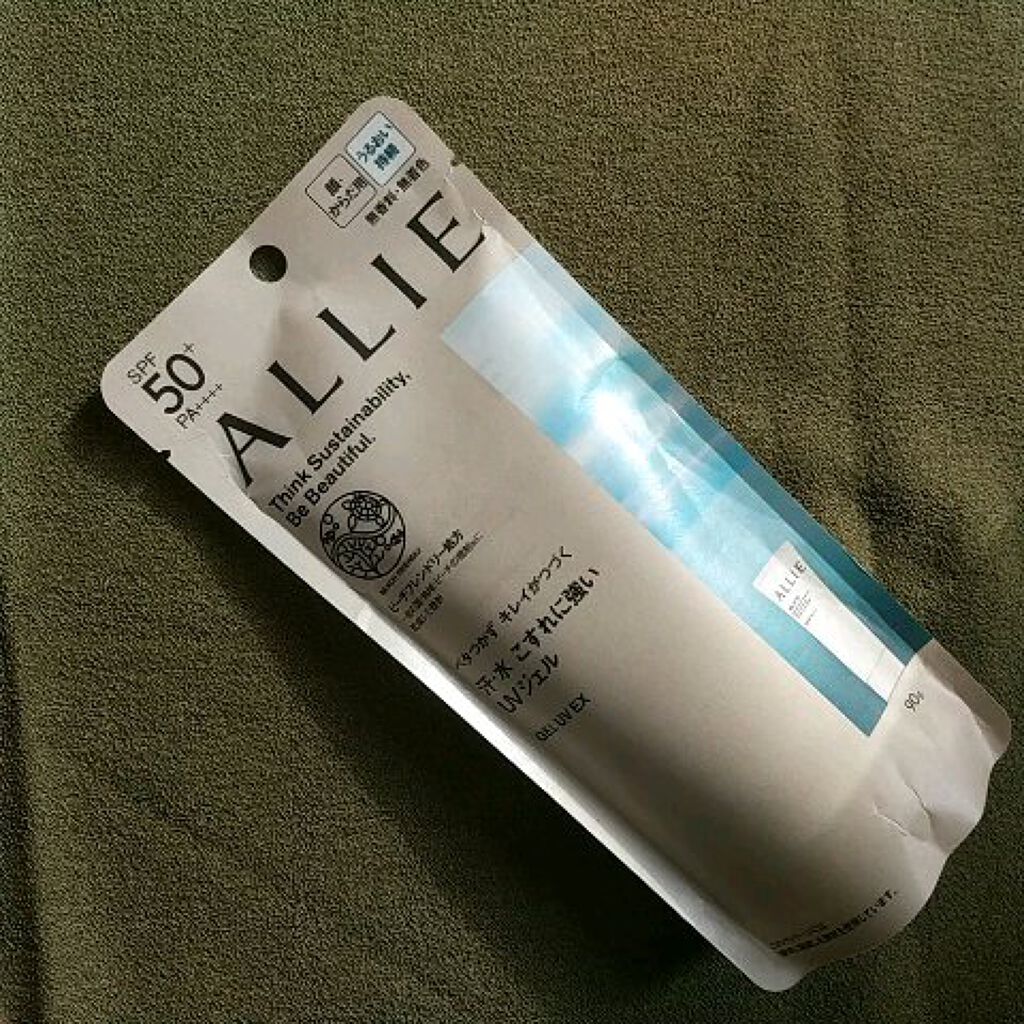 うるおい
持続
顔・
からだ用
無香料・無着色
SPF
50+
PA++++
ALLIE
Think Sustainability,
Be Beautiful.
ビーチフレンドリー処方
ベタつかず キレイがつづく
汗・水 こすれに強い
UVジェル
GEL UV EX
ALLIE
90g